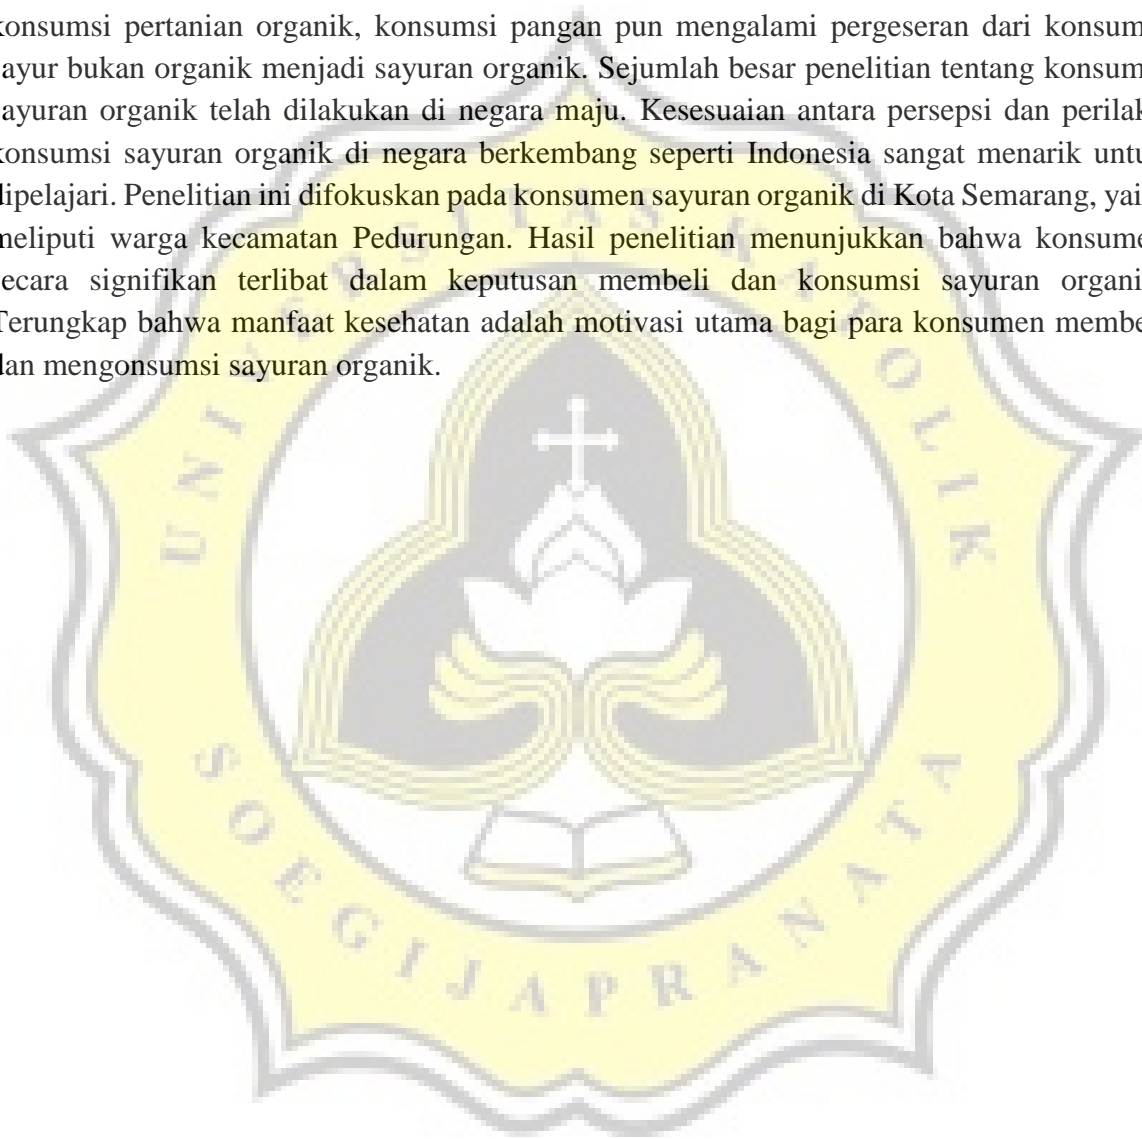 konsumsi pertanian organik, konsumsi pangan pun mengalami pergeseran dari konsum
ayur bukan organik menjadi sayuran organik. Sejumlah besar penelitian tentang konsum
ayuran organik telah dilakukan di negara maju. Kesesuaian antara persepsi dan perilak
konsumsi sayuran organik di negara berkembang seperti Indonesia sangat menarik untu
dipelajari. Penelitian ini difokuskan pada konsumen sayuran organik di Kota Semarang, yai
meliputi warga kecamatan Pedurungan. Hasil penelitian menunjukkan bahwa konsume
ecara signifikan terlibat dalam keputusan membeli dan konsumsi sayuran organi
Terungkap bahwa manfaat kesehatan adalah motivasi utama bagi para konsumen membe
dan mengonsumsi sayuran organik.
UNIVERSITAS KATOLIK
SOEGIJAPRANATA